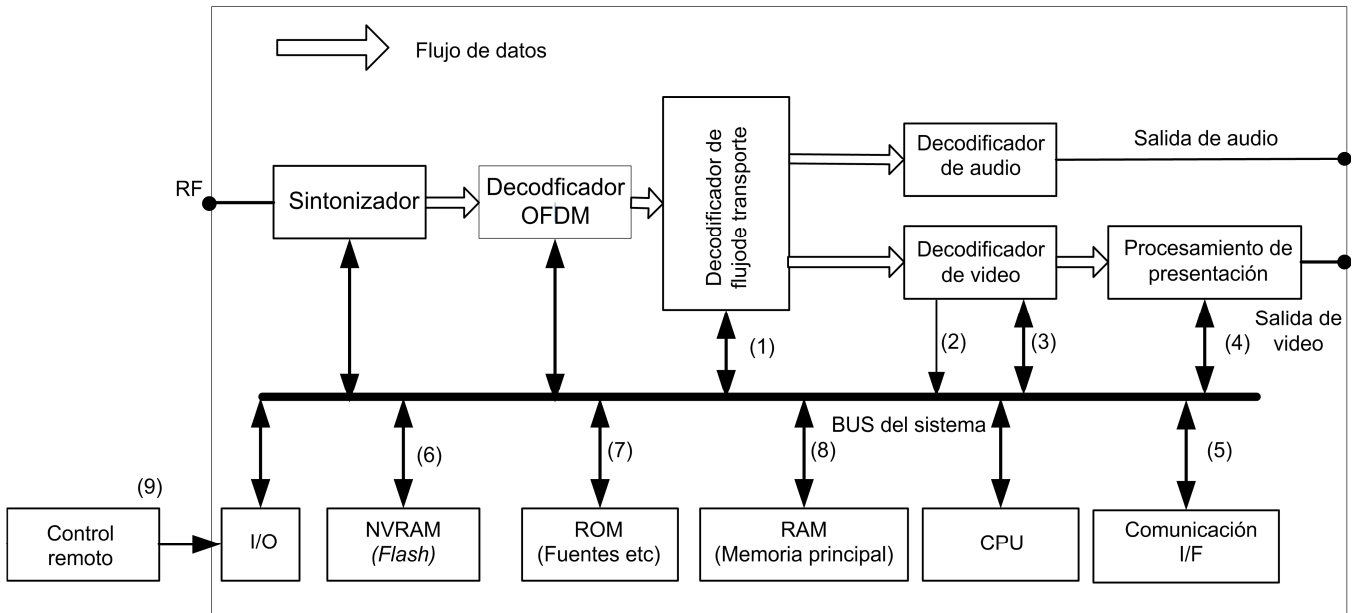 Flujo de datos
RF
Sintonizador
Decodficador
OFDM
Decodificador de
flujode transporte
Decodificador
de audio
Salida de audio
Decodificador
de video
Procesamiento de
presentación
Salida de
video
(1)
(2)
(3)
(4)
BUS del sistema
(6)
(7)
(8)
(5)
(9)
Control
remoto
I/O
NVRAM
(Flash)
ROM
(Fuentes etc)
RAM
(Memoria principal)
CPU
Comunicación
I/F